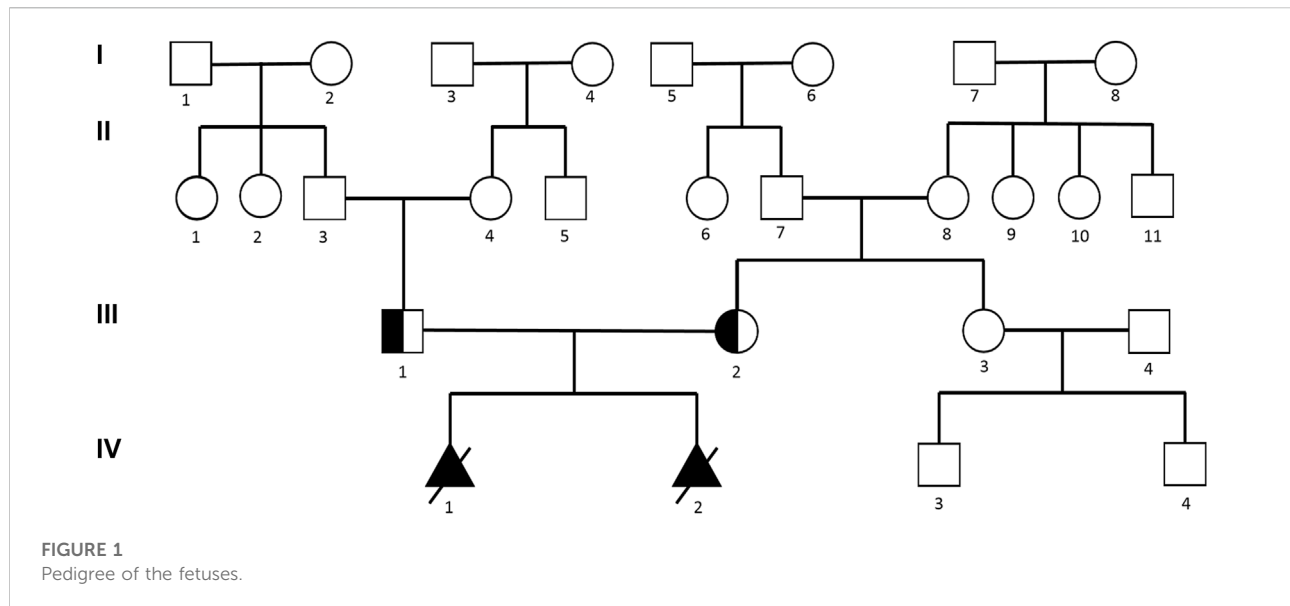 I
1 2 3 4 5 6 7 8
II
1 2 3 4 5 6 7 8 9 10 11
III
1 2 3 4
IV
1 2 3 4
FIGURE 1
Pedigree of the fetuses.